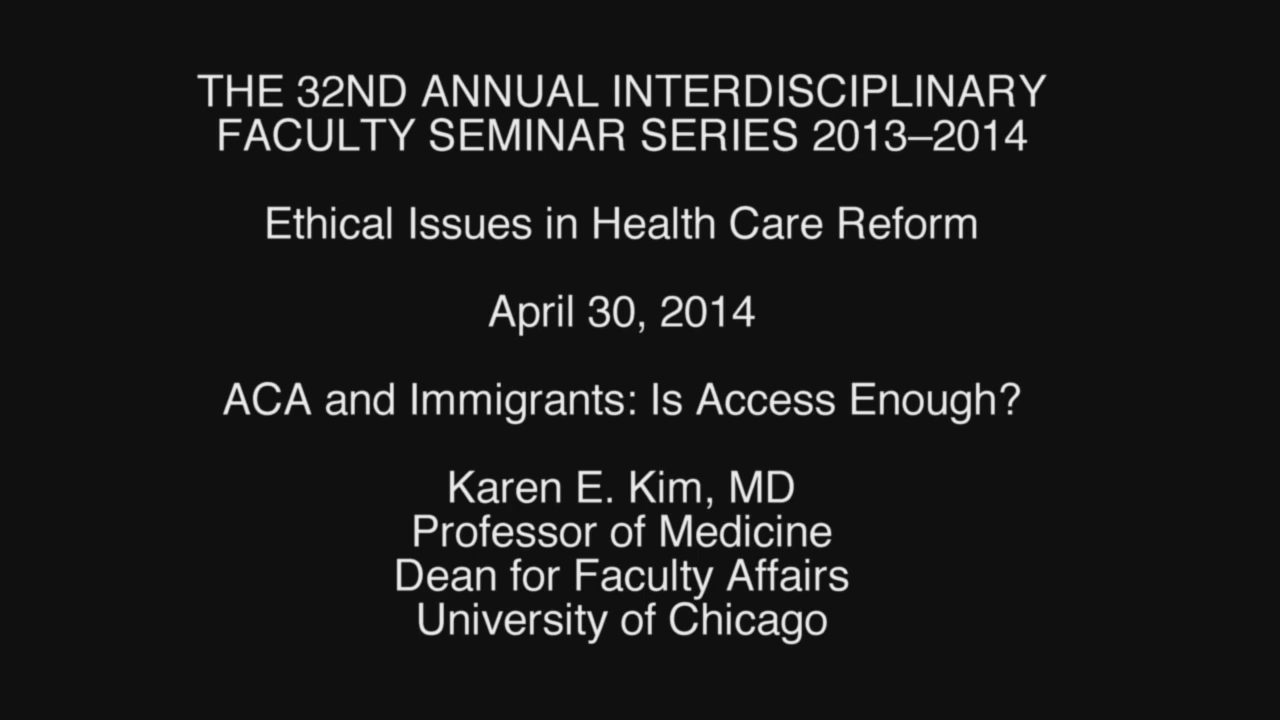 THE 32ND ANNUAL INTERDISCIPLINARY
FACULTY SEMINAR SERIES 2013–2014
Ethical Issues in Health Care Reform
April 30, 2014
ACA and Immigrants: Is Access Enough?
Karen E. Kim, MD
Professor of Medicine
Dean for Faculty Affairs
University of Chicago